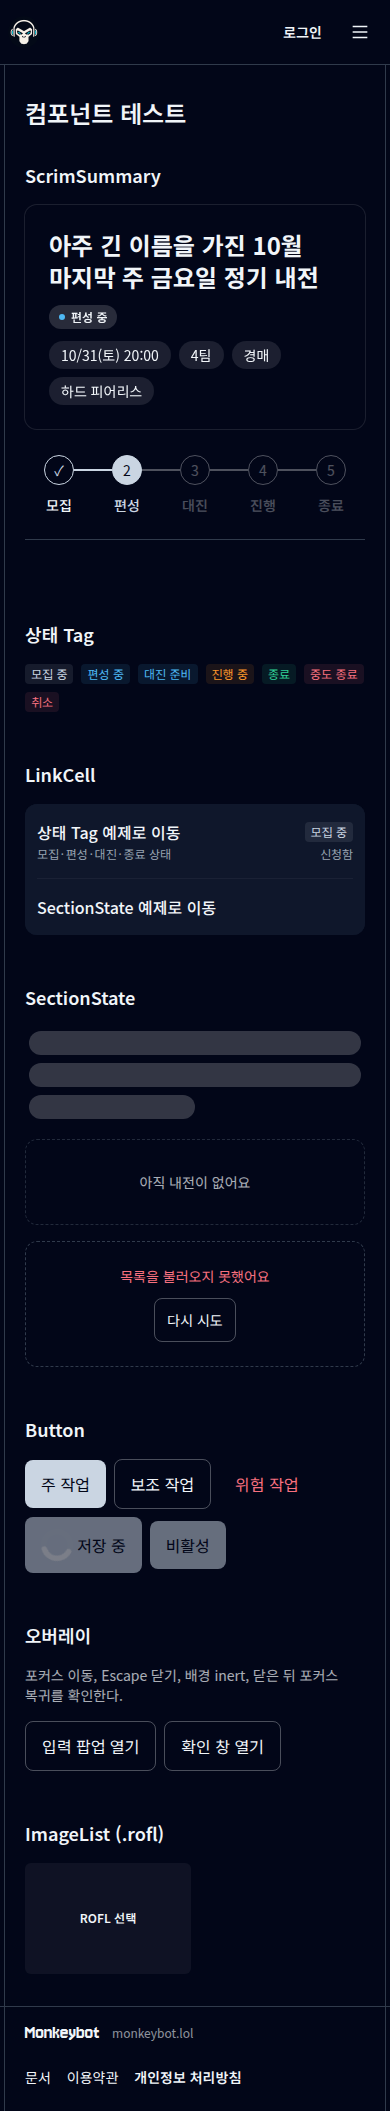 로그인
컴포넌트 테스트
ScrimSummary
아주 긴 이름을 가진 10월
마지막 주 금요일 정기 내전
편성 중
10/31(토) 20:00 4팀 경매
하드 피어리스
✓ 2 3 4 5
모집 편성 대진 진행 종료
상태 Tag
모집 중 편성 중 대진 준비 진행 중 종료 중도 종료
취소
LinkCell
상태 Tag 예제로 이동 모집 중
모집·편성·대진·종료 상태 신청함
SectionState 예제로 이동
SectionState
아직 내전이 없어요
목록을 불러오지 못했어요
다시 시도
Button
주 작업 보조 작업 위험 작업
저장 중 비활성
오버레이
포커스 이동, Escape 닫기, 배경 inert, 닫은 뒤 포커스
복귀를 확인한다.
입력 팝업 열기 확인 창 열기
ImageList (.rofl)
ROFL 선택
Monkeybot monkeybot.lol
문서 이용약관 개인정보 처리방침